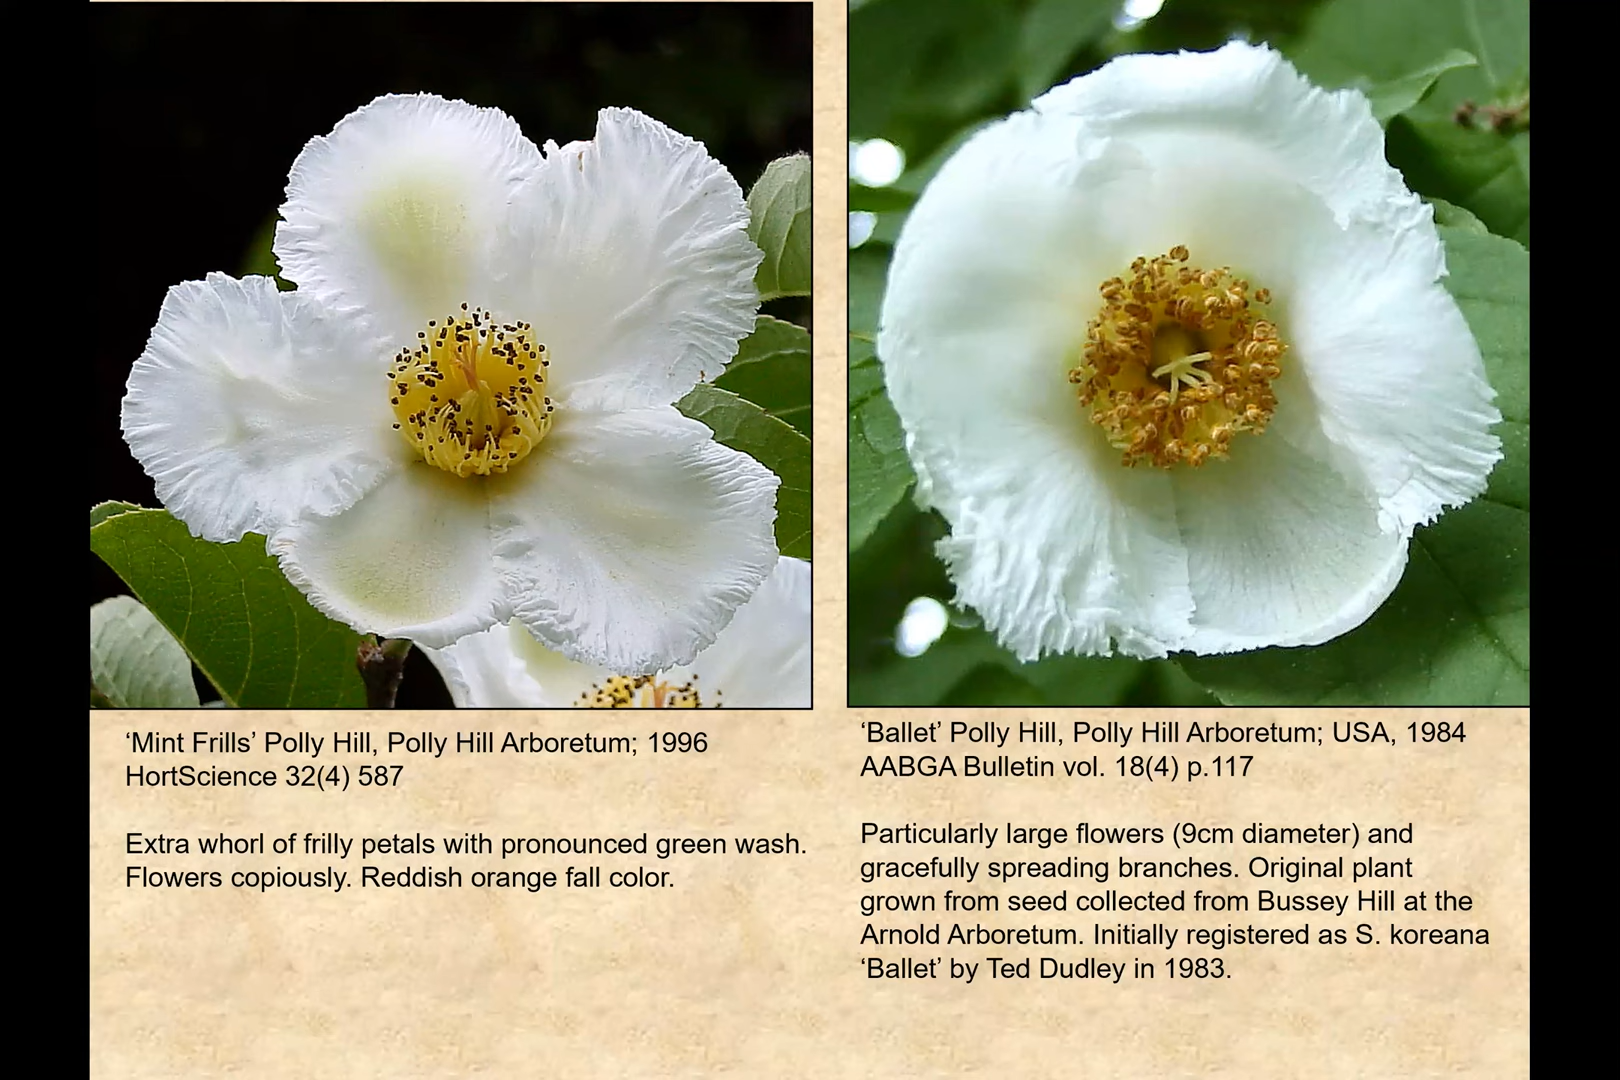 ‘Mint Frills’ Polly Hill, Polly Hill Arboretum; 1996
HortScience 32(4) 587
Extra whorl of frilly petals with pronounced green wash.
Flowers copiously. Reddish orange fall color.
‘Ballet’ Polly Hill, Polly Hill Arboretum; USA, 1984
AABGA Bulletin vol. 18(4) p.117
Particularly large flowers (9cm diameter) and
gracefully spreading branches. Original plant
grown from seed collected from Bussey Hill at the
Arnold Arboretum. Initially registered as S. koreana
‘Ballet’ by Ted Dudley in 1983.